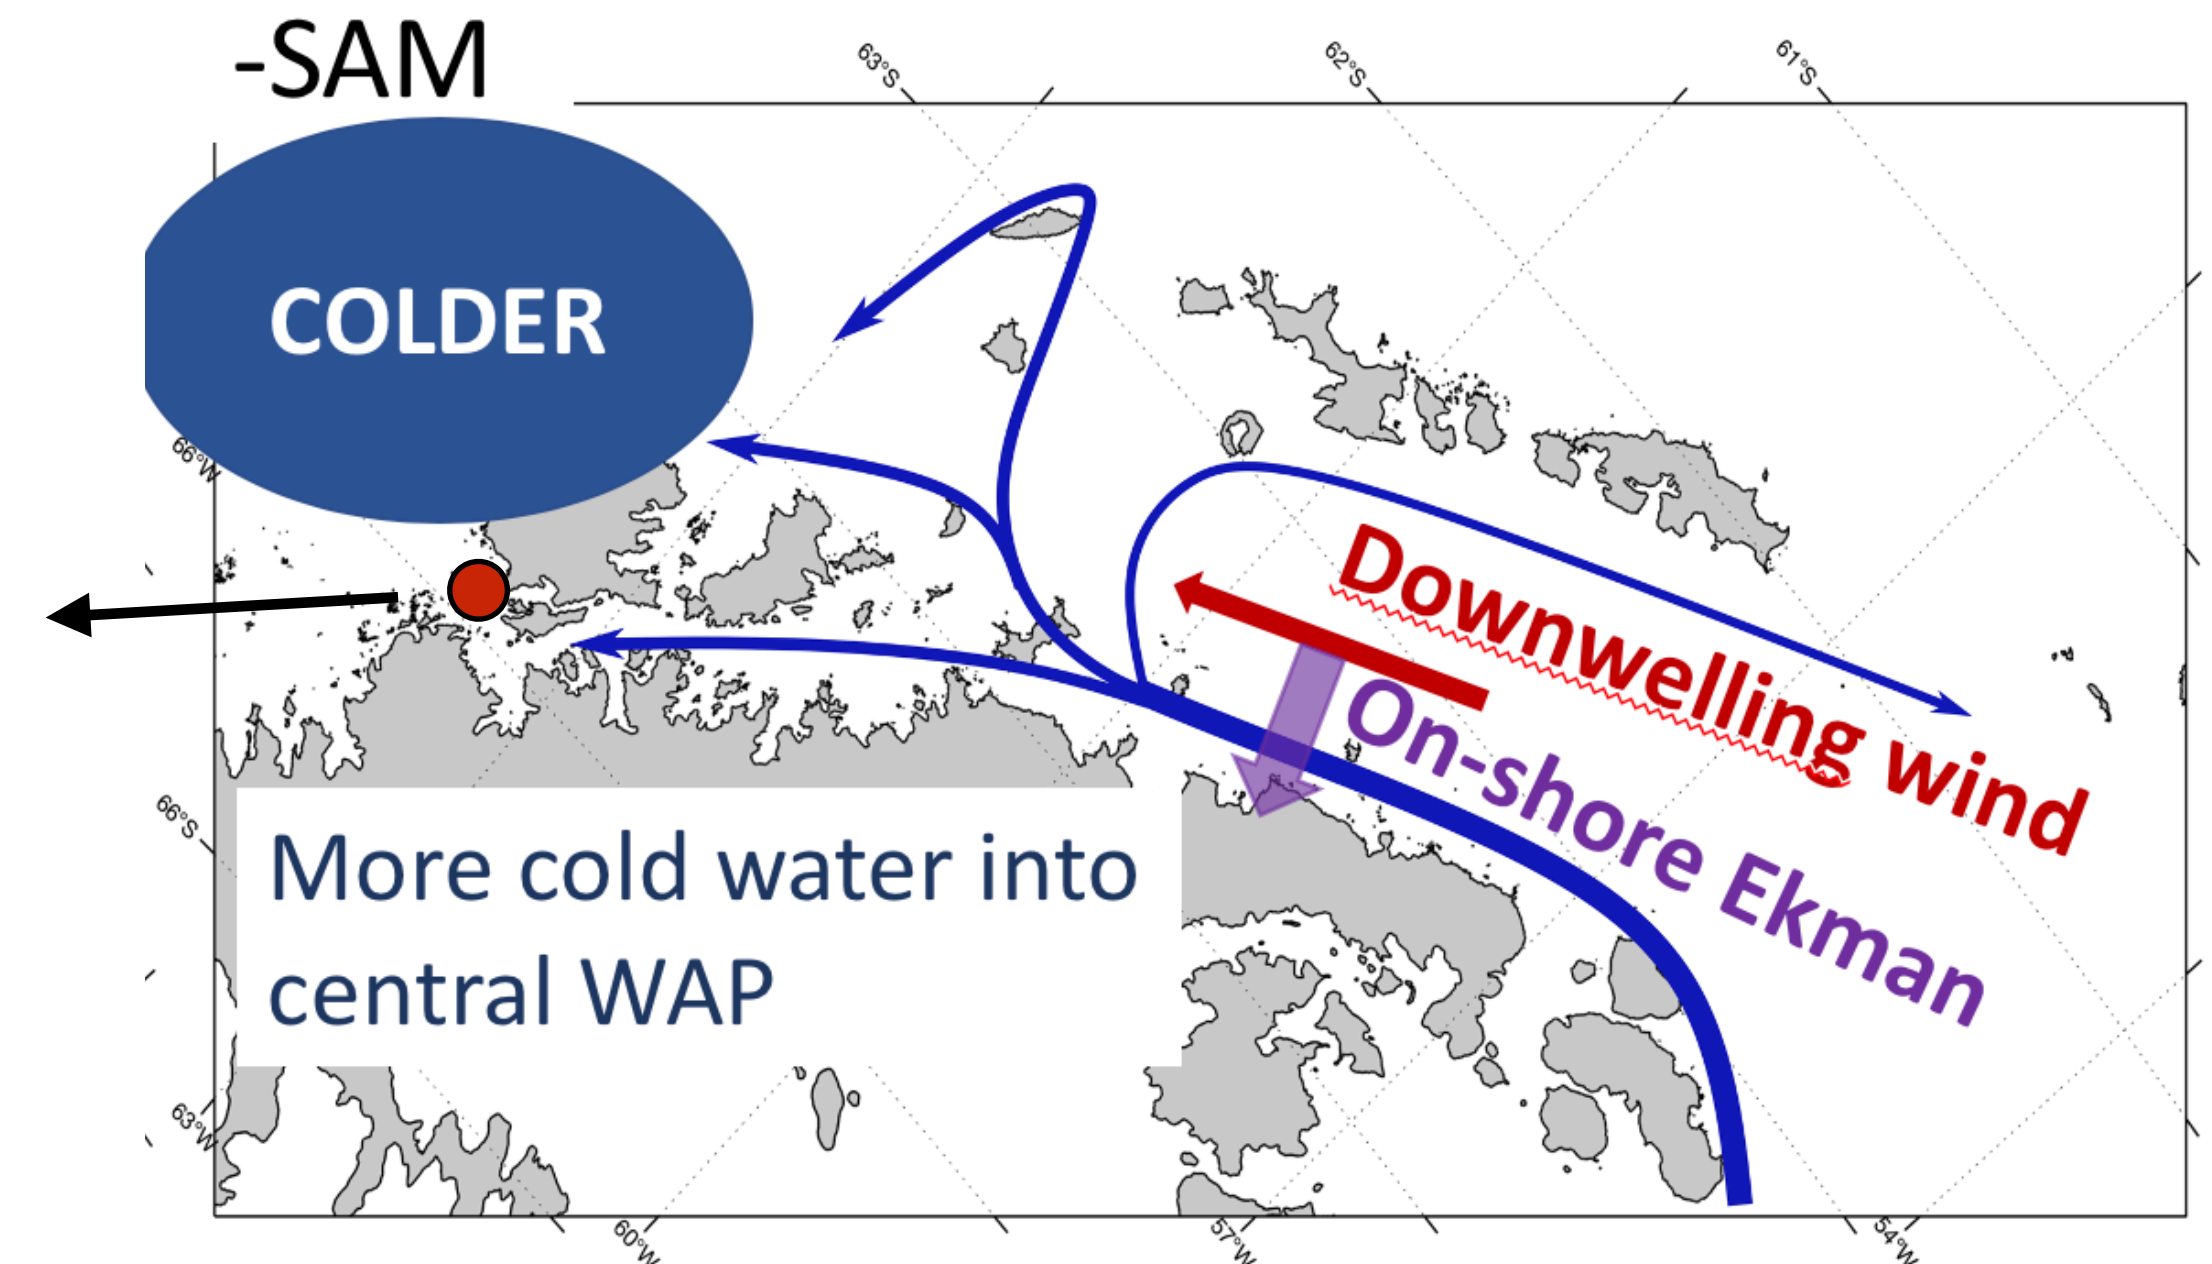 -SAM
63°S
62°S
61°S
COLDER
66°W
Downwelling wind
On-shore Ekman
66°S
More cold water into
central WAP
63°W
60°W
57°W
54°W